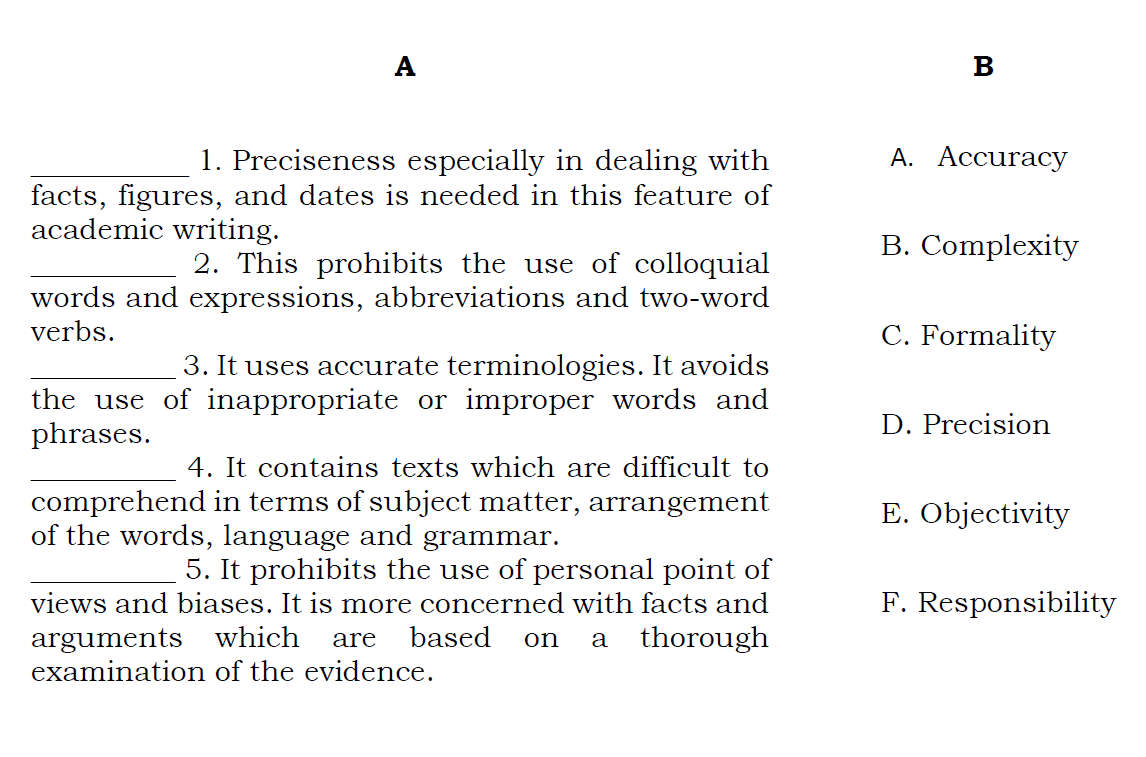 A B
__________ 1. Preciseness especially in dealing with
facts, figures, and dates is needed in this feature of
academic writing.
_________ 2. This prohibits the use of colloquial
words and expressions, abbreviations and two-word
verbs.
_________ 3. It uses accurate terminologies. It avoids
the use of inappropriate or improper words and
phrases.
_________ 4. It contains texts which are difficult to
comprehend in terms of subject matter, arrangement
of the words, language and grammar.
_________ 5. It prohibits the use of personal point of
views and biases. It is more concerned with facts and
arguments which are based on a thorough
examination of the evidence.
A. Accuracy
B. Complexity
C. Formality
D. Precision
E. Objectivity
F. Responsibility